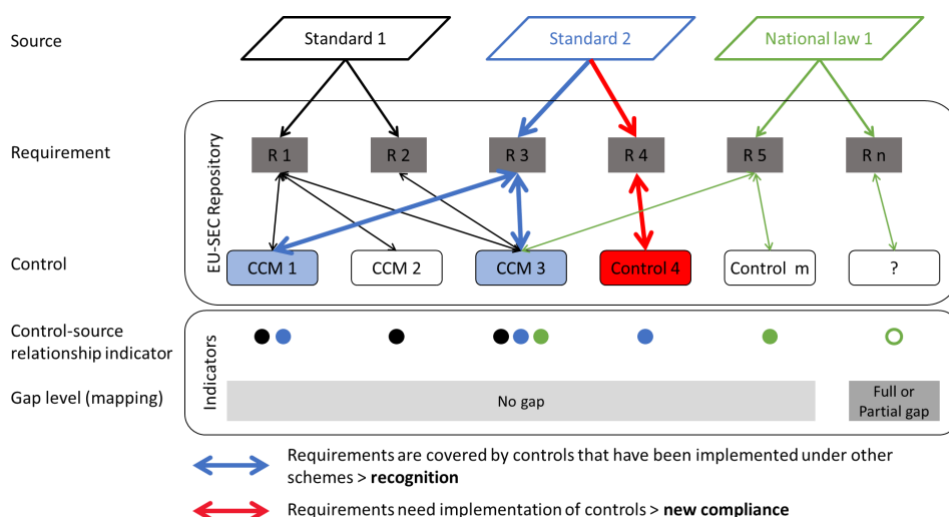 Source
Standard 1
Standard 2
National law 1
EU-SEC Repository
Requirement
R 1
R 2
R 3
R 4
R 5
R n
Control
CCM 1
CCM 2
CCM 3
Control 4
Control m
?
Indicators
Control-source
relationship indicator
Gap level (mapping)
No gap
Full or
Partial gap
Requirements are covered by controls that have been implemented under other
schemes > recognition
Requirements need implementation of controls > new compliance